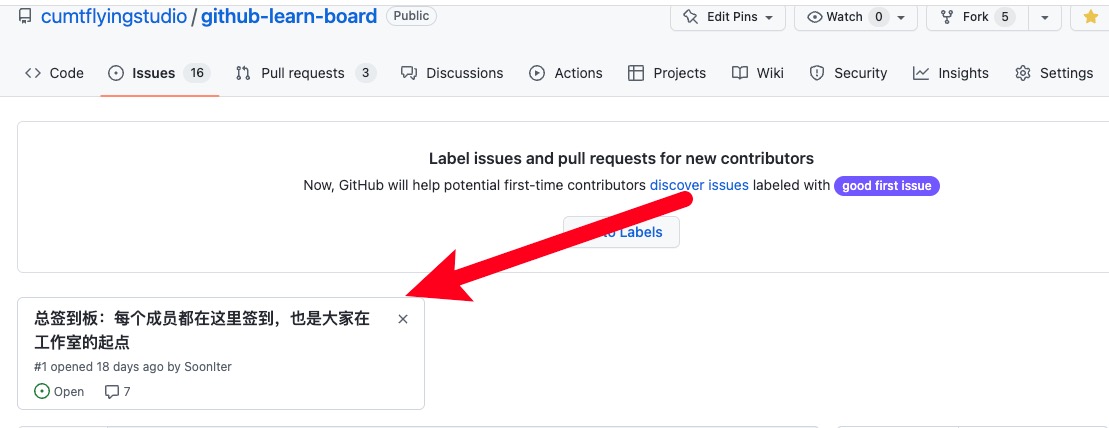 cumtflyingstudio / github-learn-board Public
Edit Pins Watch 0 Fork 5
Code Issues 16 Pull requests 3 Discussions Actions Projects Wiki Security Insights Settings
Label issues and pull requests for new contributors
Now, GitHub will help potential first-time contributors discover issues labeled with good first issue
Labels
总签到板：每个成员都在这里签到，也是大家在
工作室的起点
#1 opened 18 days ago by SoonIter
Open 7